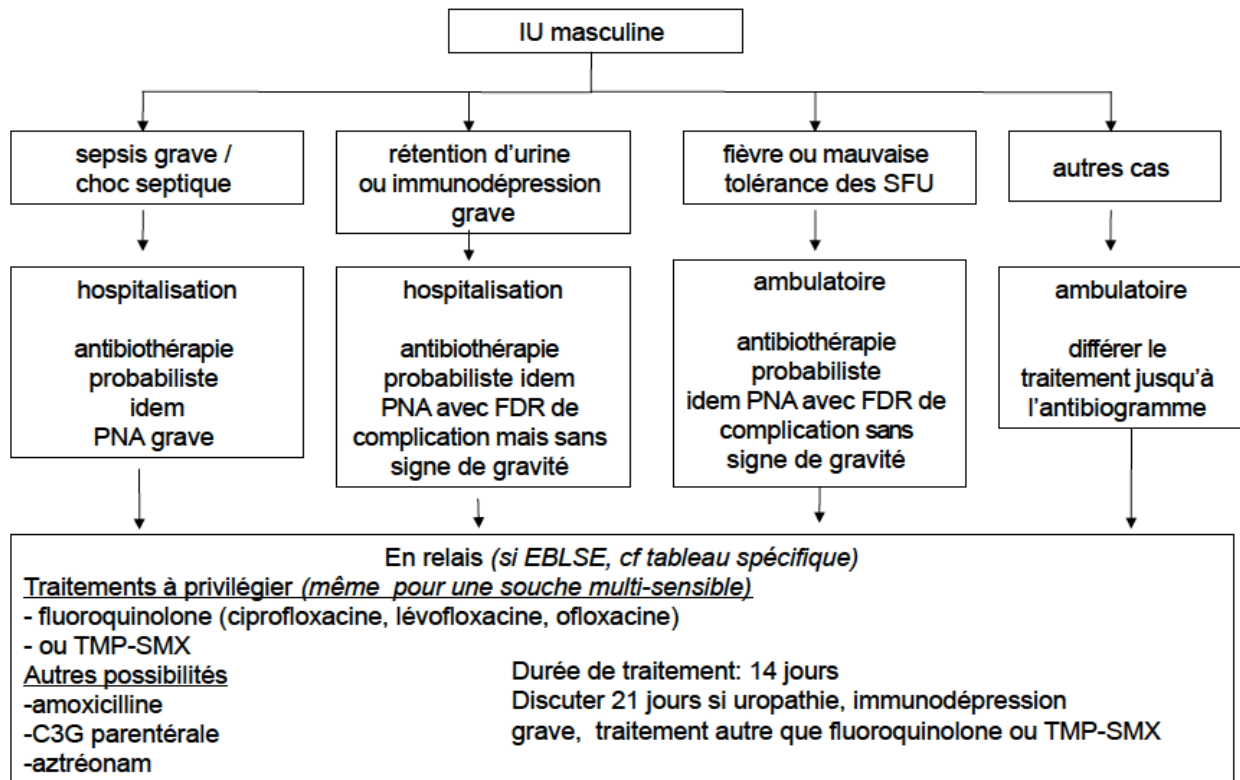 IU masculine
sepsis grave /
choc septique
rétention d'urine
ou immunodépression
grave
fièvre ou mauvaise
tolérance des SFU
autres cas
hospitalisation
antibiothérapie
probabiliste
idem
PNA grave
hospitalisation
antibiothérapie
probabiliste idem
PNA avec FDR de
complication mais sans
signe de gravité
ambulatoire
antibiothérapie
probabiliste
idem PNA avec FDR de
complication sans
signe de gravité
ambulatoire
différer le
traitement jusqu'à
l'antibiogramme
En relais (si EBLSE, cf tableau spécifique)
Traitements à privilégier (même pour une souche multi-sensible)
- fluoroquinolone (ciprofloxacine, lévofloxacine, ofloxacine)
- ou TMP-SMX
Autres possibilités
-amoxicilline
-C3G parentérale
-aztréonam
Durée de traitement: 14 jours
Discuter 21 jours si uropathie, immunodépression
grave, traitement autre que fluoroquinolone ou TMP-SMX